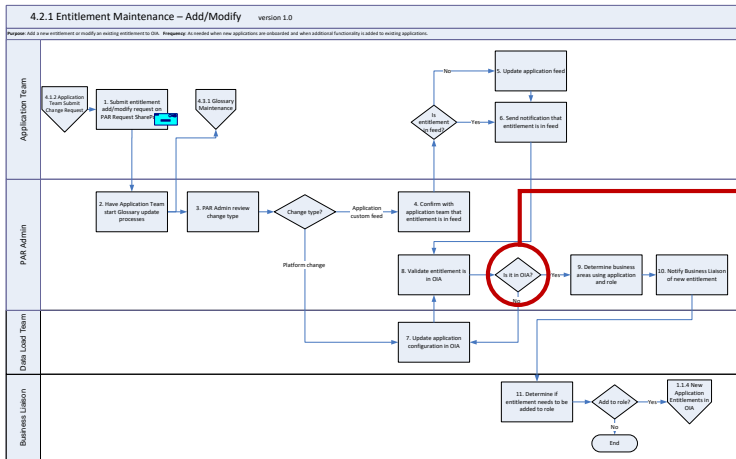 4.2.1 Entitlement Maintenance – Add/Modify version 1.0
Purpose: Add a new entitlement or modify an existing entitlement to OIA. Frequency: As needed when new applications are onboarded and when additional functionality is added to existing applications.
Application Team
4.1.2 Application
Team Submit
Change Request
1. Submit entitlement
add/modify request on
PAR Request
4.3.1 Glossary
Maintenance
Is
entitlement
in feed?
No
Yes
5. Update application
feed
6. Send notification that
entitlement is in feed
PAR Admin
2. Have Application Team
start Glossary update
processes
3. PAR Admin review
change type
Change type?
Application
custom feed
Platform change
4. Confirm with
application team that
entitlement is in feed
8. Validate entitlement is
in OIA
Is it in OIA?
Yes
No
9. Determine business
areas using application
and role
10. Notify Business Liaison
of new entitlement
Data Load Team
7. Update application
configuration in OIA
Business Liaison
11. Determine if
entitlement needs to be
added to role
Add to role?
Yes
No
1.1.4 New
Application
Entitlements in
OIA
End